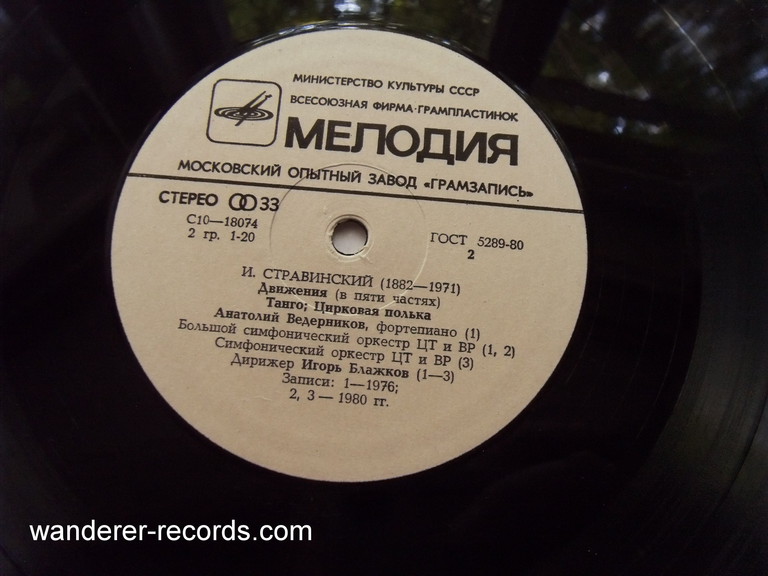 МИНИСТЕРСТВО КУЛЬТУРЫ СССР
ВСЕСОЮЗНАЯ ФИРМА·ГРАМПЛАСТИНОК
МЕЛОДИЯ
МОСКОВСКИЙ ОПЫТНЫЙ ЗАВОД «ГРАМЗАПИСЬ»
СТЕРЕО 33
С10—18074
2 гр. 1-20
ГОСТ 5289-80
2
И. СТРАВИНСКИЙ (1882—1971)
Движения (в пяти частях)
Танго; Цирковая полька
Анатолий Ведерников, фортепиано (1)
Большой симфонический оркестр ЦТ и ВР (1, 2)
Симфонический оркестр ЦТ и ВР (3)
Дирижер Игорь Блажков (1—3)
Записи: 1—1976;
2, 3 — 1980 гг.
wanderer-records.com